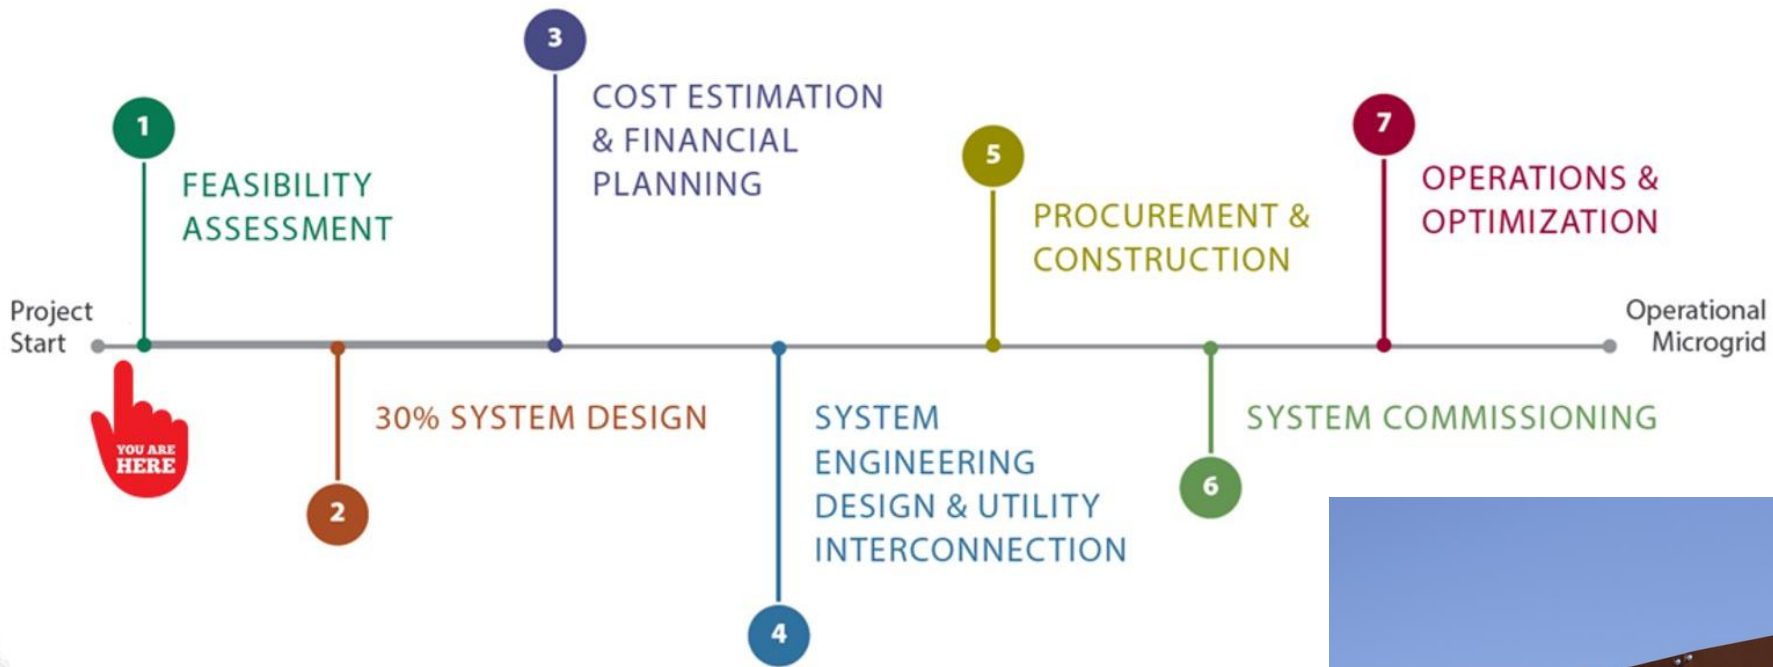 3
COST ESTIMATION
& FINANCIAL
PLANNING
1
FEASIBILITY
ASSESSMENT
7
OPERATIONS &
OPTIMIZATION
5
PROCUREMENT &
CONSTRUCTION
Project
Start
Operational
Microgrid
YOU ARE
HERE
30% SYSTEM DESIGN
2
SYSTEM
ENGINEERING
DESIGN & UTILITY
INTERCONNECTION
4
SYSTEM COMMISSIONING
6